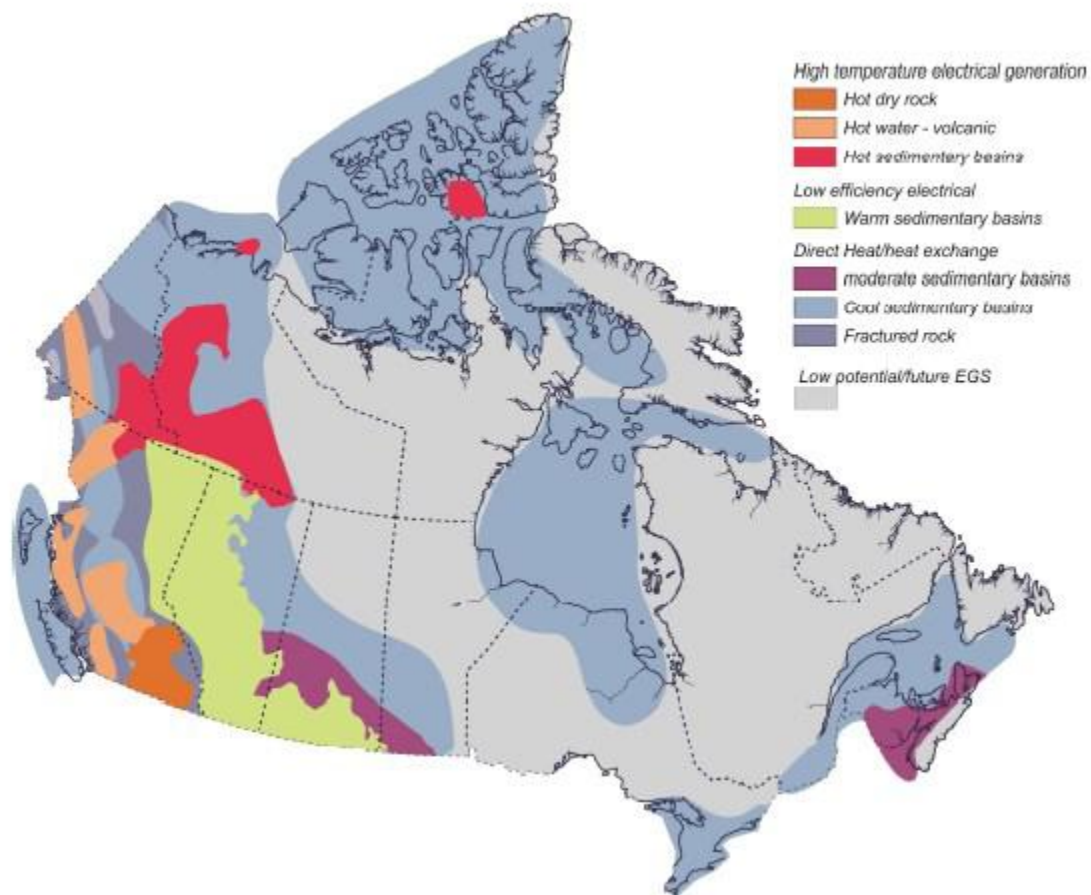 High temperature electrical generation
Hot dry rock
Hot water - volcanic
Hot sedimentary basins
Low efficiency electrical
Warm sedimentary basins
Direct Heat/heat exchange
moderate sedimentary basins
Cool sedimentary basins
Fractured rock
Low potential/future EGS